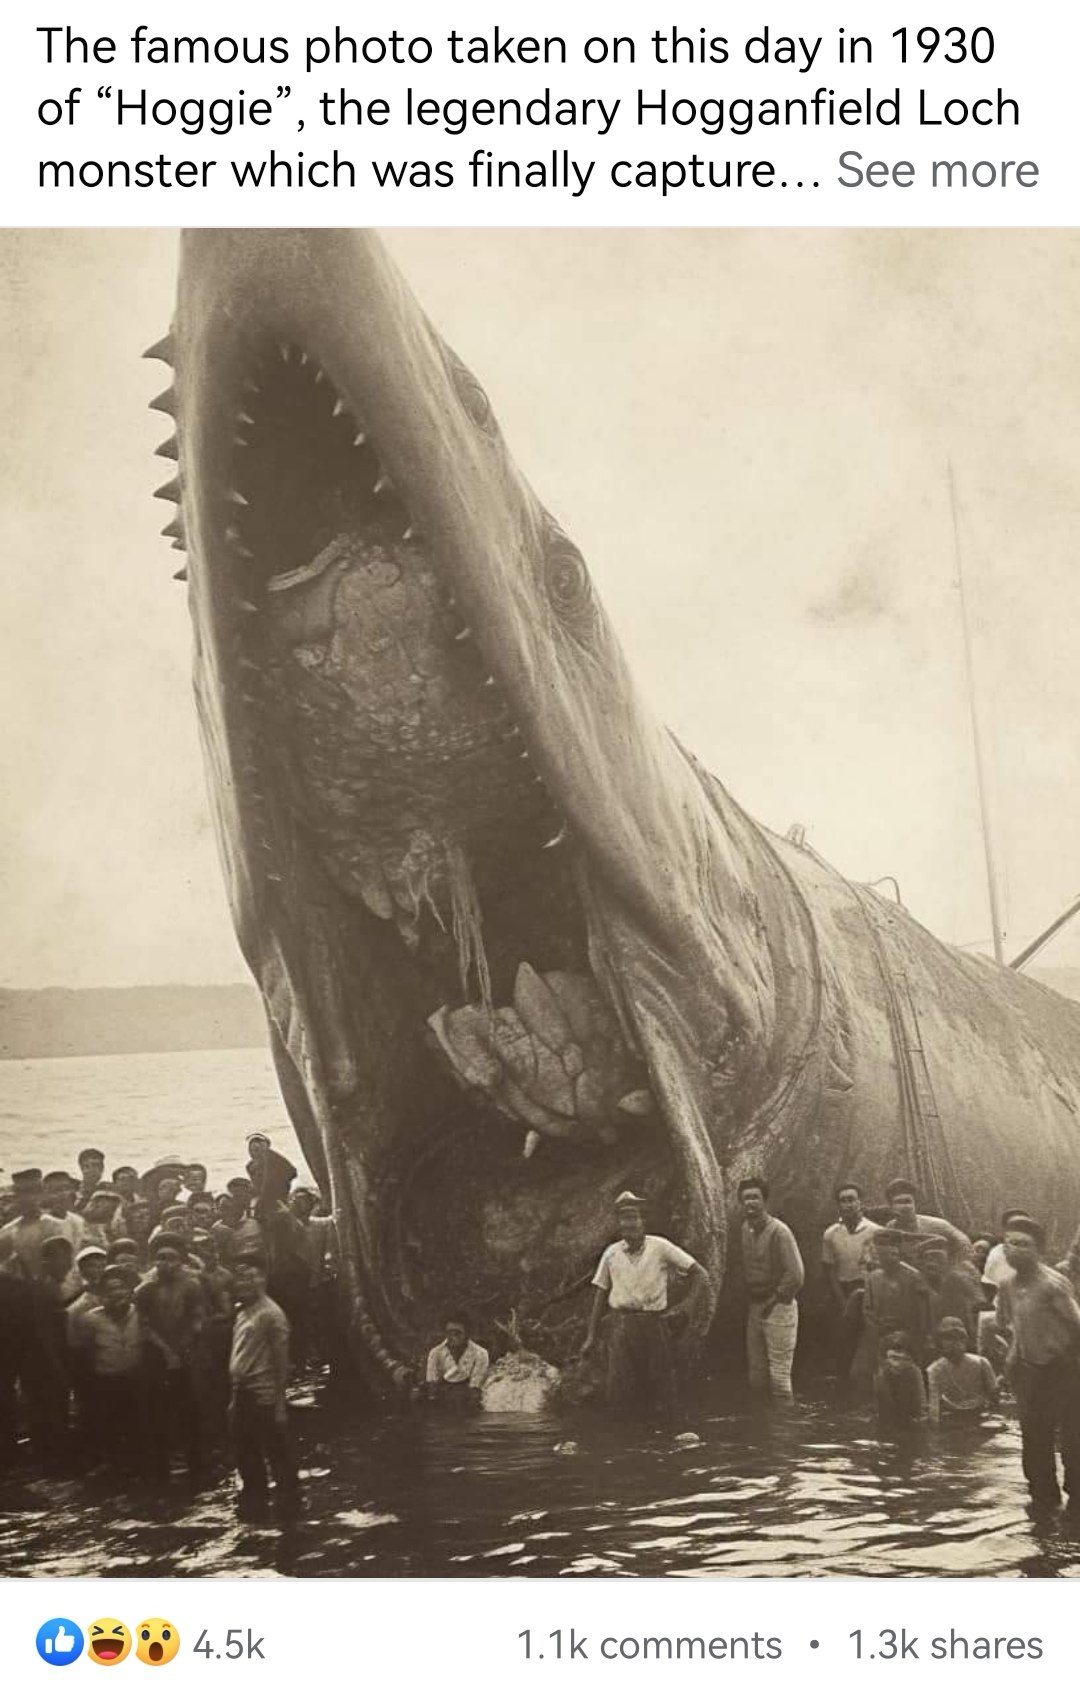 The famous photo taken on this day in 1930
of “Hoggie”, the legendary Hogganfield Loch
monster which was finally capture... See more
4.5k
1.1k comments • 1.3k shares